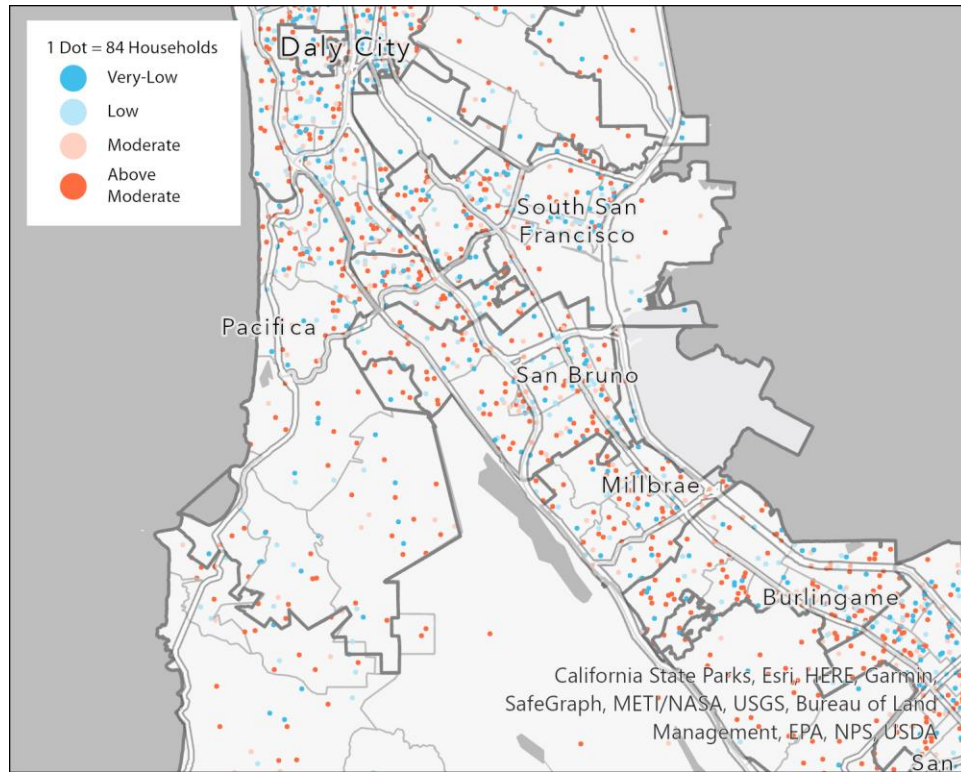 1 Dot = 84 Households
Very-Low
Low
Moderate
Above
Moderate
Daly City
South San
Francisco
Pacifica
San Bruno
Millbrae
Burlingame
California State Parks, Esri, HERE, Garmin,
SafeGraph, METI/NASA, USGS, Bureau of Land
Management, EPA, NPS, USDA
San